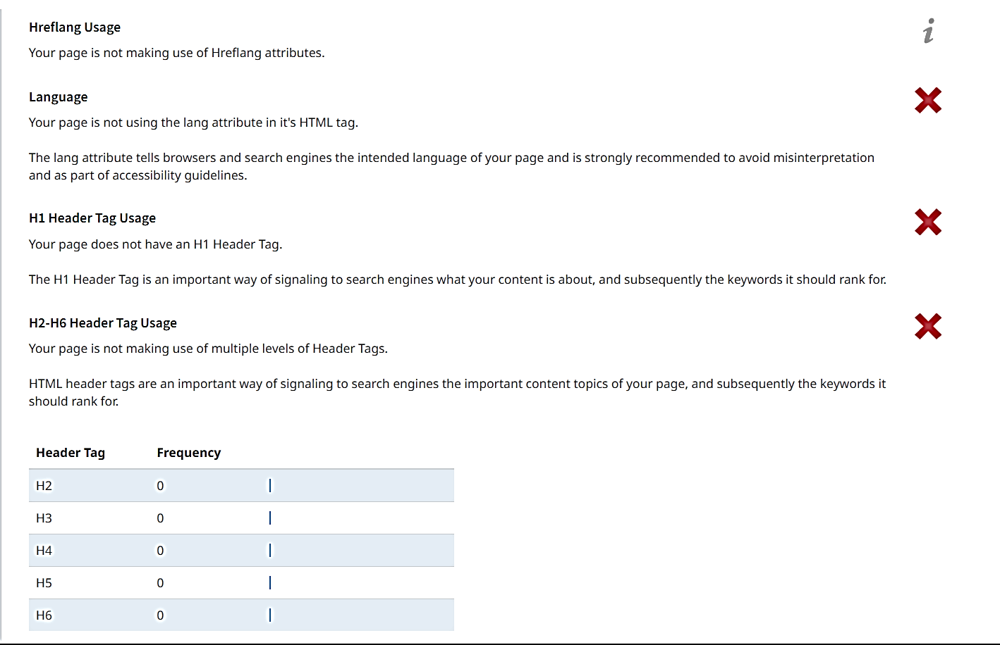 Hreflang Usage
Your page is not making use of Hreflang attributes.
Language
Your page is not using the lang attribute in it's HTML tag.
The lang attribute tells browsers and search engines the intended language of your page and is strongly recommended to avoid misinterpretation
and as part of accessibility guidelines.
H1 Header Tag Usage
Your page does not have an H1 Header Tag.
The H1 Header Tag is an important way of signaling to search engines what your content is about, and subsequently the keywords it should rank for.
H2-H6 Header Tag Usage
Your page is not making use of multiple levels of Header Tags.
HTML header tags are an important way of signaling to search engines the important content topics of your page, and subsequently the keywords it
should rank for.
Header Tag Frequency
H2 0
H3 0
H4 0
H5 0
H6 0